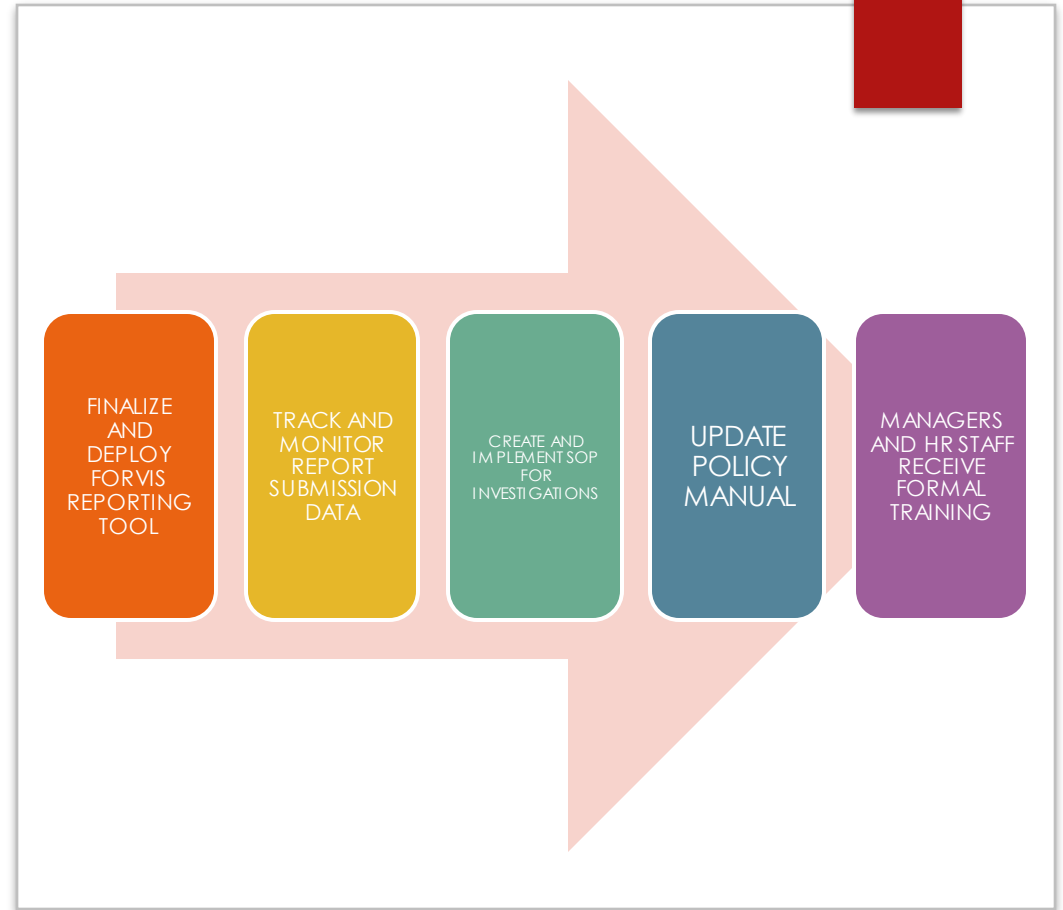 FINALIZE
AND
DEPLOY
FORVIS
REPORTING
TOOL
TRACK AND
MONITOR
REPORT
SUBMISSION
DATA
CREATE AND
IMPLEMENT SOP
FOR
INVESTIGATIONS
UPDATE
POLICY
MANUAL
MANAGERS
AND HR STAFF
RECEIVE
FORMAL
TRAINING